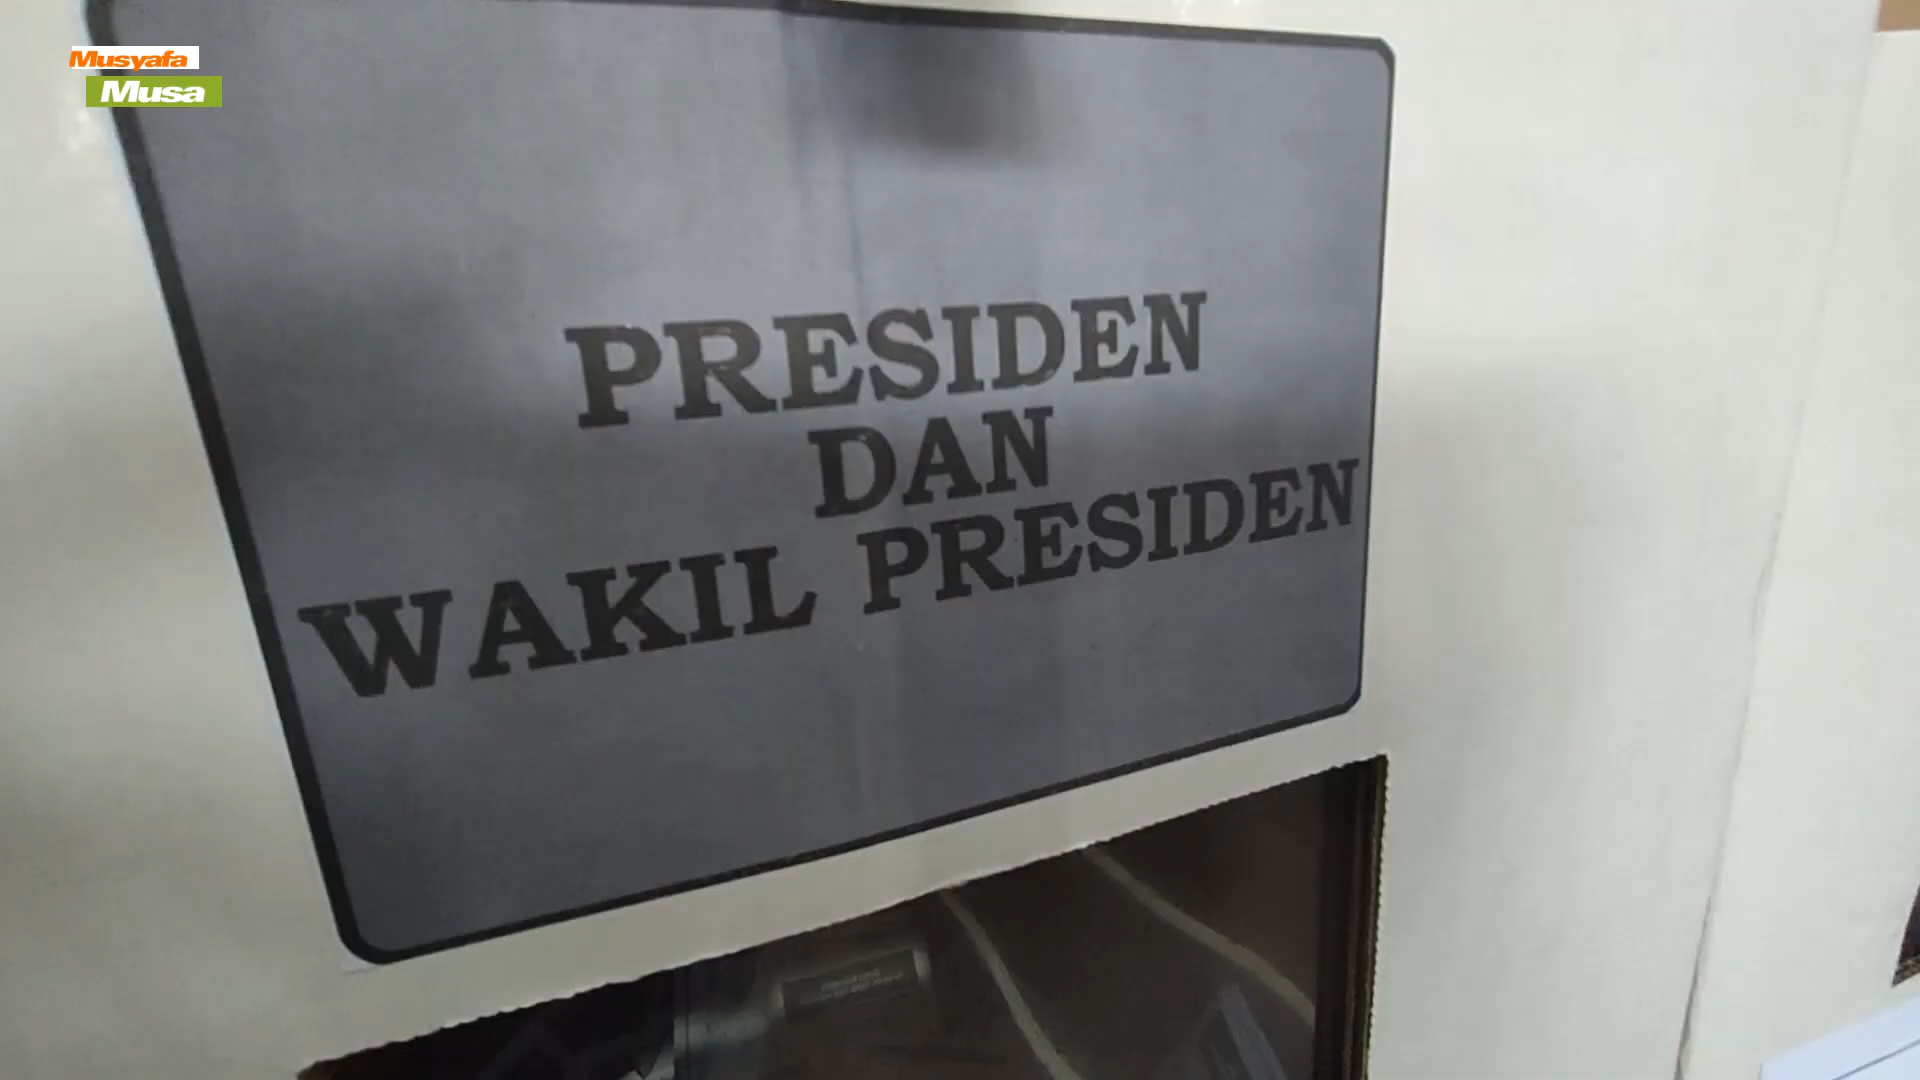 Musyafa
Musa
PRESIDEN
DAN
WAKIL PRESIDEN